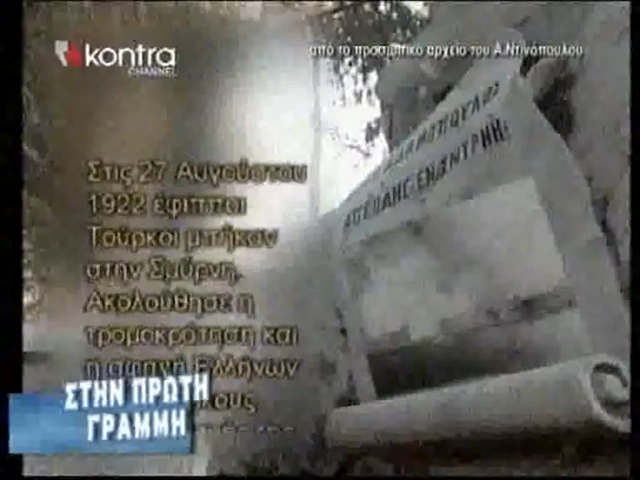 kontra
CHANNEL
από το προσωπικό αρχείο του Α.Ντινόπουλου
Στις 27 Αυγούστου
1922 έφιπποι
Τούρκοι μπήκαν
στην Σμύρνη.
Ακολούθησε η
τρομοκράτηση και
η σφαγή Ελλήνων
ΣΤΗΝ ΠΡΩΤΗ
ΓΡΑΜΜΗ